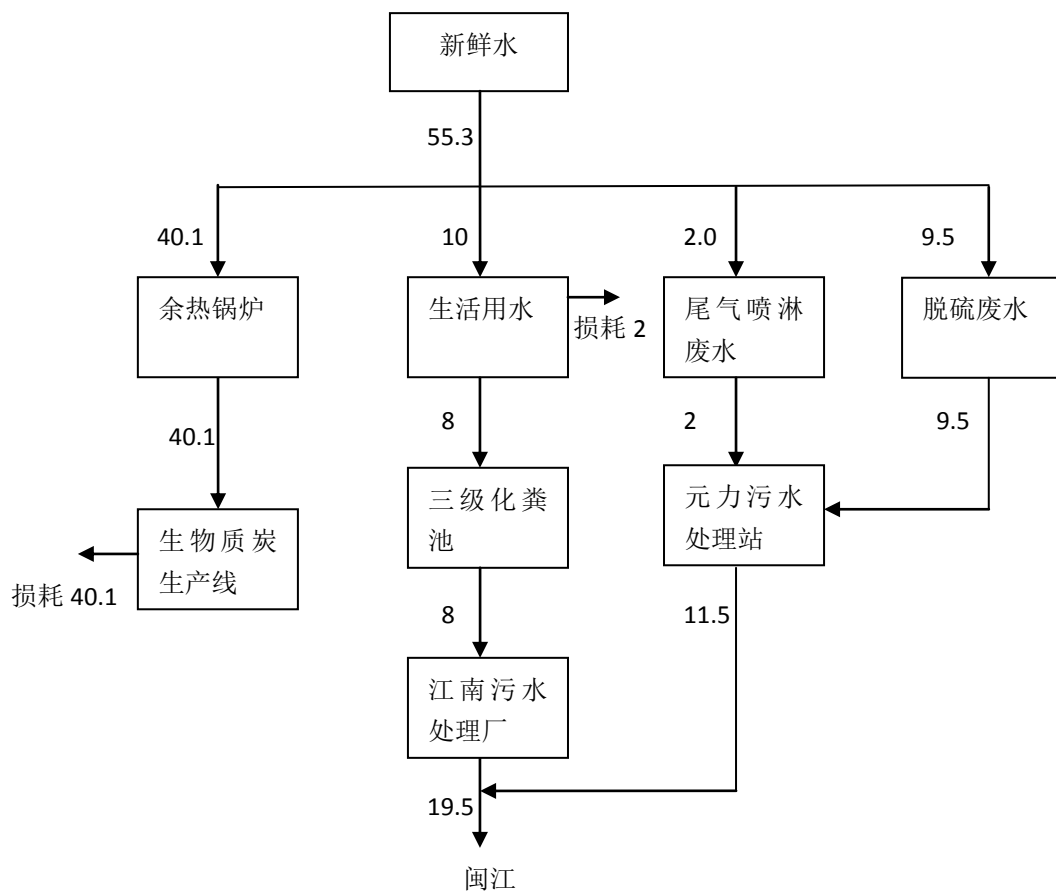 新鲜水
55.3
40.1
10
2.0
9.5
余热锅炉
生活用水
损耗 2
尾气喷淋
废水
脱硫废水
40.1
8
2
9.5
三级化粪
池
元力污水
处理站
生物质炭
生产线
损耗 40.1
8
11.5
江南污水
处理厂
19.5
闽江